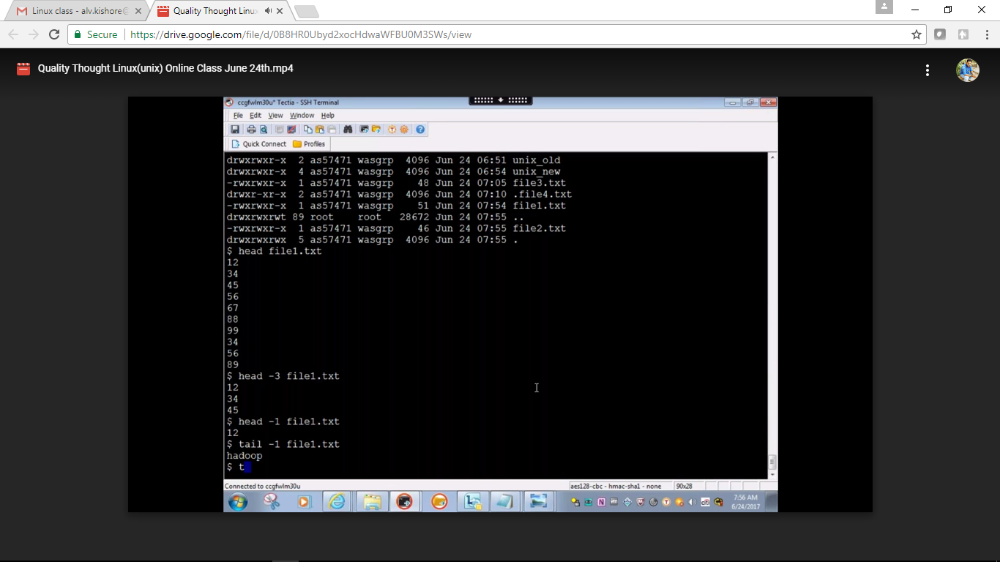 Linux class - alv.kishore@
Quality Thought Linux
Secure
https://drive.google.com/file/d/0B8HR0Ubyd2xocHdwaWFBU0M3SWs/view
Quality Thought Linux(unix) Online Class June 24th.mp4
ccgfwlm30u* Tectia - SSH Terminal
File Edit View Window Help
Quick Connect Profiles
drwxrwxr-x 2 as57471 wasgrp 4096 Jun 24 06:51 unix_old
drwxrwxr-x 4 as57471 wasgrp 4096 Jun 24 06:54 unix_new
-rwxrwxr-x 1 as57471 wasgrp 48 Jun 24 07:05 file3.txt
drwxr-xr-x 2 as57471 wasgrp 4096 Jun 24 07:10 .file4.txt
-rwxrwxr-x 1 as57471 wasgrp 51 Jun 24 07:54 file1.txt
drwxrwxrwt 89 root root 28672 Jun 24 07:55 ..
-rwxrwxr-x 1 as57471 wasgrp 46 Jun 24 07:55 file2.txt
drwxrwxrwx 5 as57471 wasgrp 4096 Jun 24 07:55 .
$ head file1.txt
12
34
45
56
67
88
99
34
56
89
$ head -3 file1.txt
12
34
45
$ head -1 file1.txt
12
$ tail -1 file1.txt
hadoop
$ t
Connected to ccgfwlm30u
aes128-cbc - hmac-sha1 - none 90x28
7:56 AM
6/24/2017